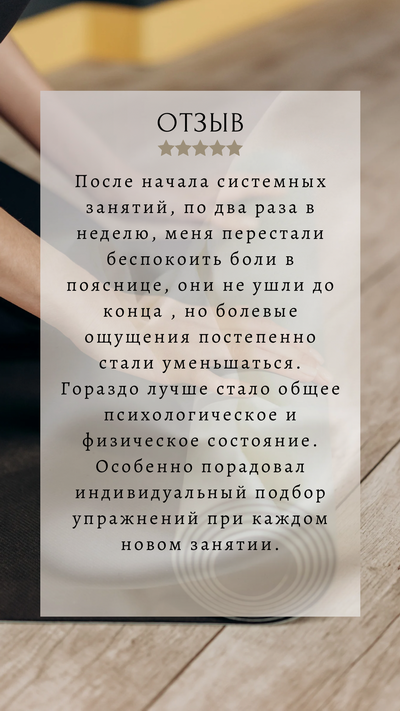 ОТЗЫВ
После начала системных
занятий, по два раза в
неделю, меня перестали
беспокоить боли в
пояснице, они не ушли до
конца , но болевые
ощущения постепенно
стали уменьшаться.
Гораздо лучше стало общее
психологическое и
физическое состояние.
Особенно порадовал
индивидуальный подбор
упражнений при каждом
новом занятии.